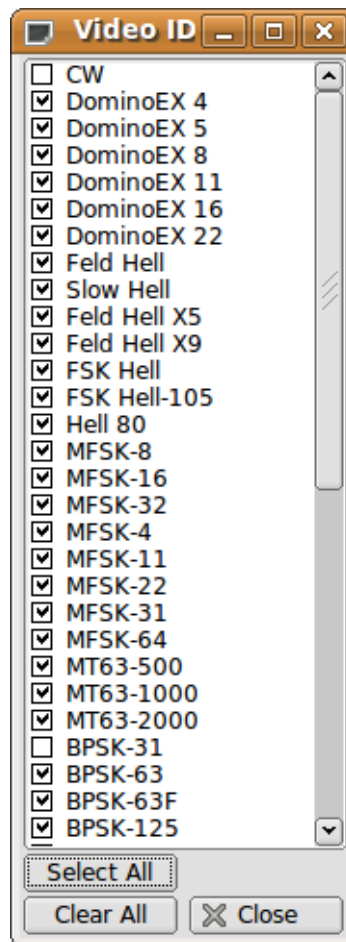 Video ID
CW
DominoEX 4
DominoEX 5
DominoEX 8
DominoEX 11
DominoEX 16
DominoEX 22
Feld Hell
Slow Hell
Feld Hell X5
Feld Hell X9
FSK Hell
FSK Hell-105
Hell 80
MFSK-8
MFSK-16
MFSK-32
MFSK-4
MFSK-11
MFSK-22
MFSK-31
MFSK-64
MT63-500
MT63-1000
MT63-2000
BPSK-31
BPSK-63
BPSK-63F
BPSK-125
Select All
Clear All Close